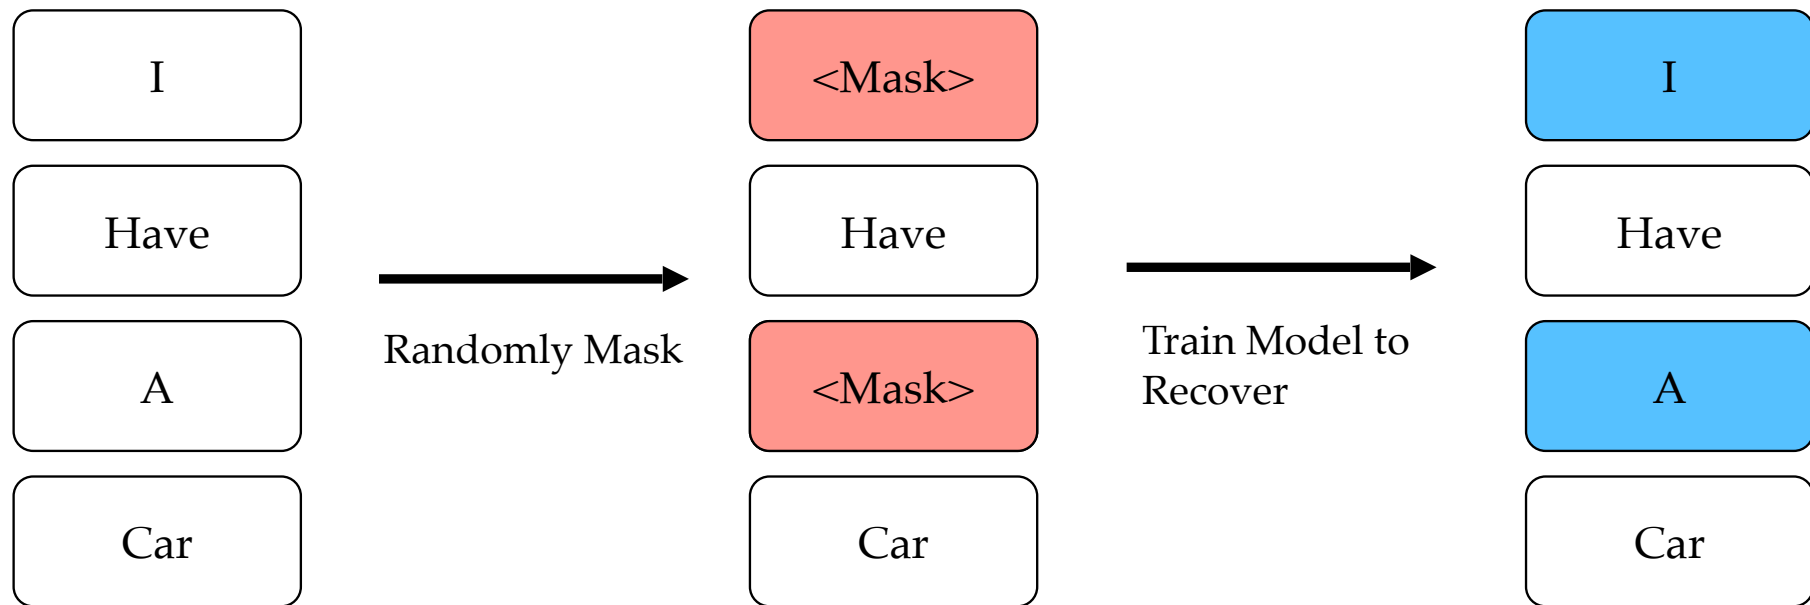 I
Have
A
Car
Randomly Mask
<Mask>
Have
<Mask>
Car
Train Model to
Recover
I
Have
A
Car